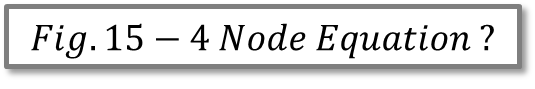 Fig. 15 − 4 Node Equation ?